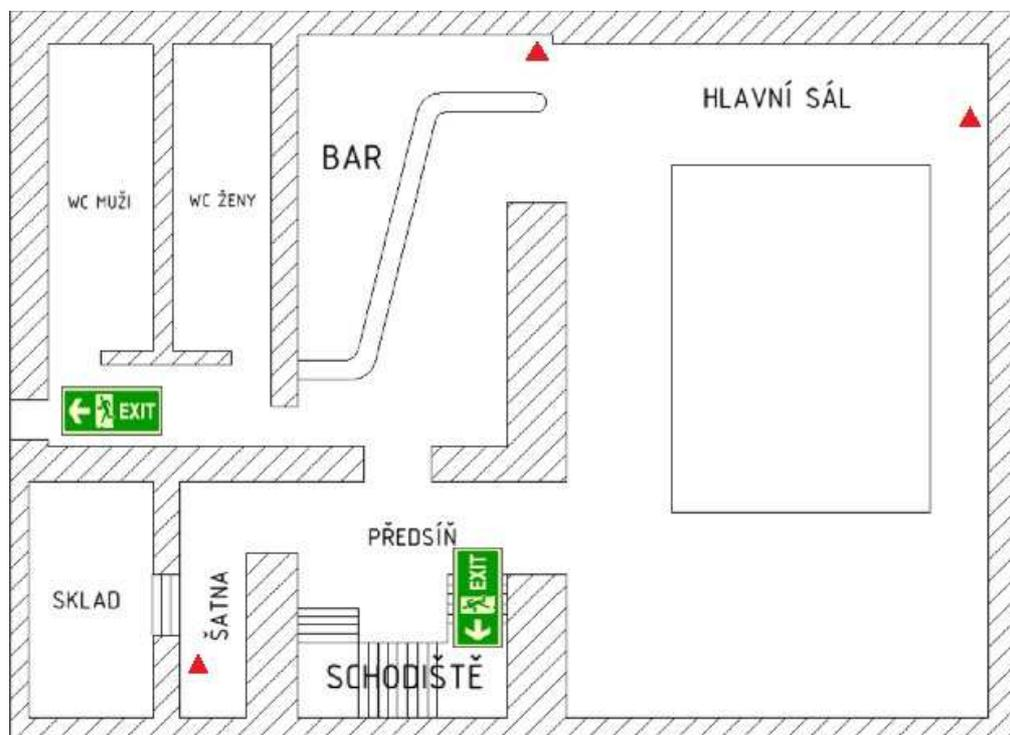 HLAVNÍ SÁL
BAR
WC MUŽI
WC ŽENY
EXIT
PŘEDSÍŇ
EXIT
SKLAD
ŠATNA
SCHODIŠTĚ